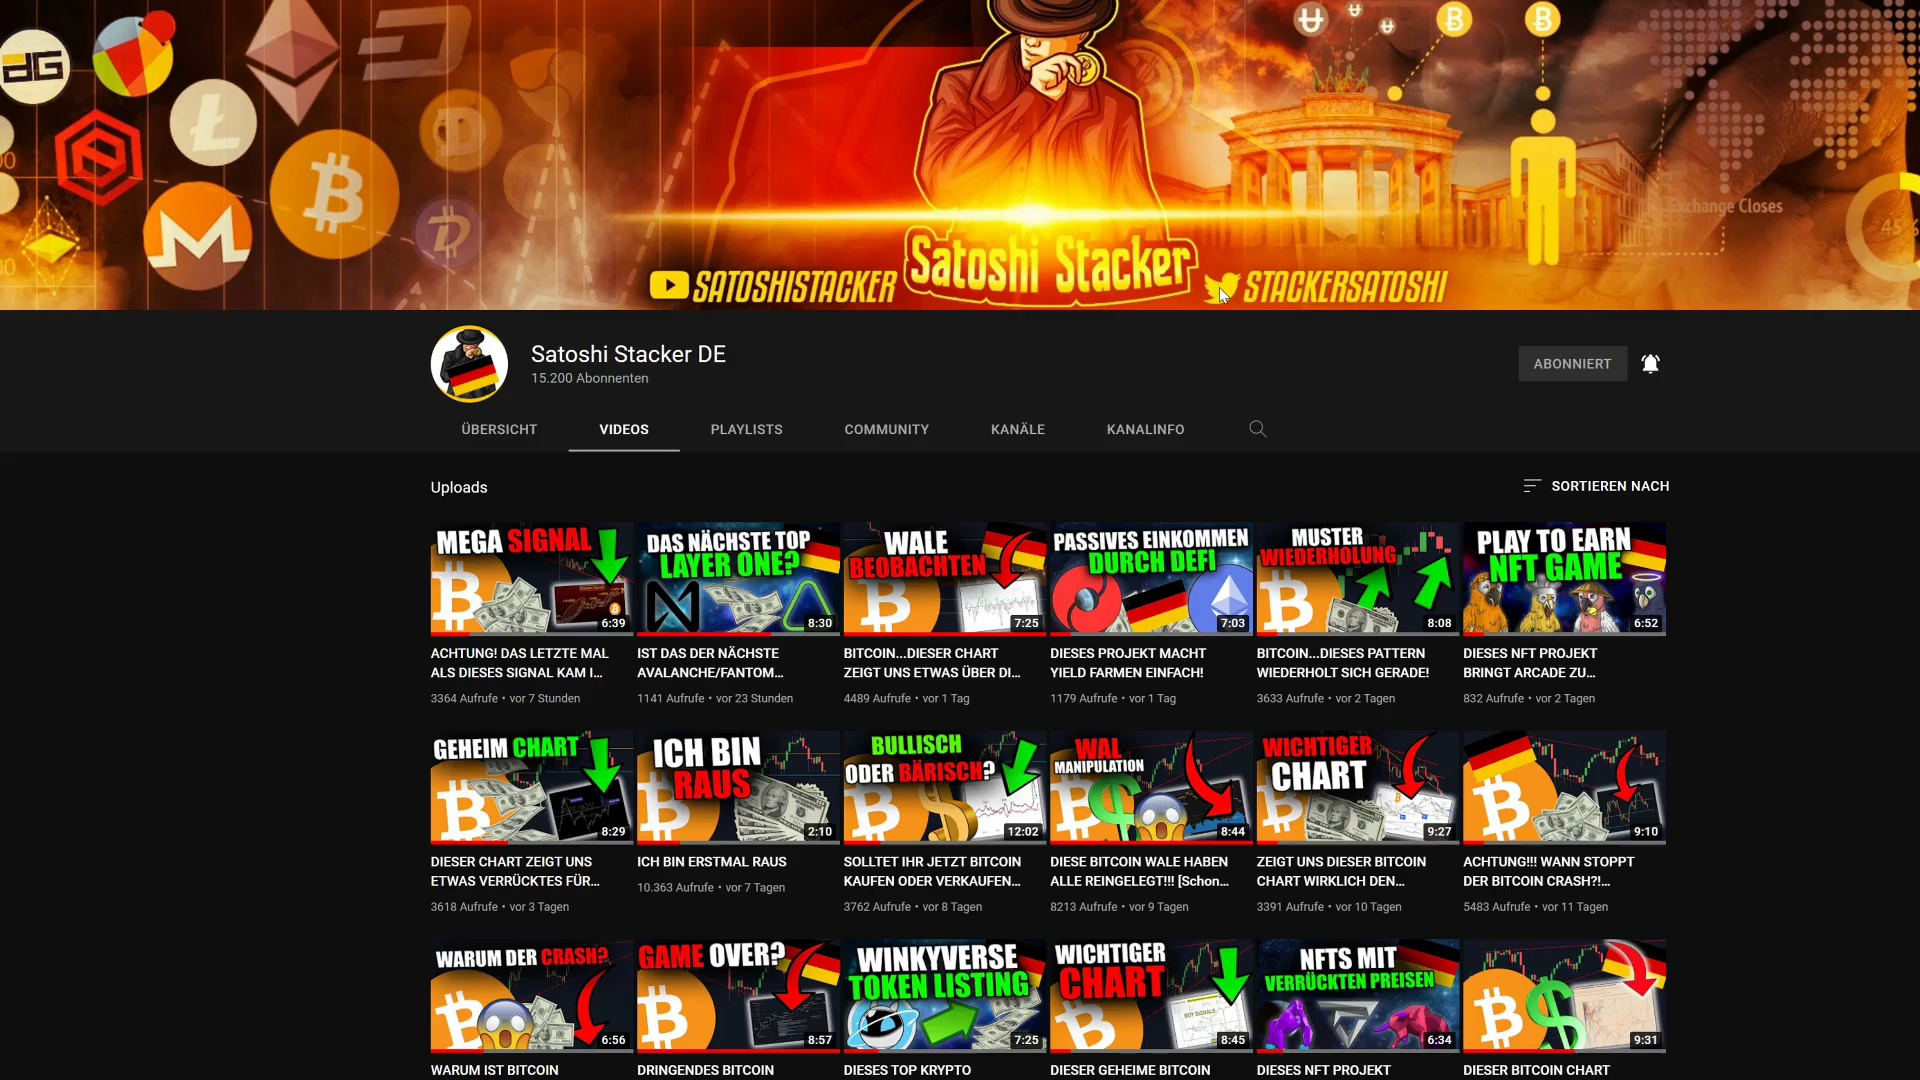 dG
Exchange Closes
45%
Satoshi Stacker
SATOSHISTACKER
STACKERSATOSHI
Satoshi Stacker DE
15.200 Abonnenten
ABONNIERT
ÜBERSICHT
VIDEOS
PLAYLISTS
COMMUNITY
KANÄLE
KANALINFO
Uploads
SORTIEREN NACH
MEGA SIGNAL
6:39
DAS NÄCHSTE TOP
LAYER ONE?
8:30
WALE
BEOBACHTEN
7:25
PASSIVES EINKOMMEN
DURCH DEFI
7:03
MUSTER
WIEDERHOLUNG
8:08
PLAY TO EARN
NFT GAME
6:52
ACHTUNG! DAS LETZTE MAL
ALS DIESES SIGNAL KAM I...
3364 Aufrufe • vor 7 Stunden
IST DAS DER NÄCHSTE
AVALANCHE/FANTOM...
1141 Aufrufe • vor 23 Stunden
BITCOIN...DIESER CHART
ZEIGT UNS ETWAS ÜBER DI...
4489 Aufrufe • vor 1 Tag
DIESES PROJEKT MACHT
YIELD FARMEN EINFACH!
1179 Aufrufe • vor 1 Tag
BITCOIN...DIESES PATTERN
WIEDERHOLT SICH GERADE!
3633 Aufrufe • vor 2 Tagen
DIESES NFT PROJEKT
BRINGT ARCADE ZU...
832 Aufrufe • vor 2 Tagen
GEHEIM CHART
8:29
ICH BIN
RAUS
2:10
BULLISCH
ODER BÄRISCH?
12:02
WAL
MANIPULATION
8:44
WICHTIGER
CHART
9:27
9:10
DIESER CHART ZEIGT UNS
ETWAS VERRÜCKTES FÜR...
3618 Aufrufe • vor 3 Tagen
ICH BIN ERSTMAL RAUS
10.363 Aufrufe • vor 7 Tagen
SOLLTET IHR JETZT BITCOIN
KAUFEN ODER VERKAUFEN...
3762 Aufrufe • vor 8 Tagen
DIESE BITCOIN WALE HABEN
ALLE REINGELEGT!!! [Schon...
8213 Aufrufe • vor 9 Tagen
ZEIGT UNS DIESER BITCOIN
CHART WIRKLICH DEN...
3391 Aufrufe • vor 10 Tagen
ACHTUNG!!! WANN STOPPT
DER BITCOIN CRASH?!...
5483 Aufrufe • vor 11 Tagen
WARUM DER CRASH?
6:56
GAME OVER?
8:57
WINKYVERSE
TOKEN LISTING
7:25
WICHTIGER
CHART
BUY SIGNALS
8:45
NFTS MIT
VERRÜCKTEN PREISEN
6:34
9:31
WARUM IST BITCOIN
DRINGENDES BITCOIN
DIESES TOP KRYPTO
DIESER GEHEIME BITCOIN
DIESES NFT PROJEKT
DIESER BITCOIN CHART